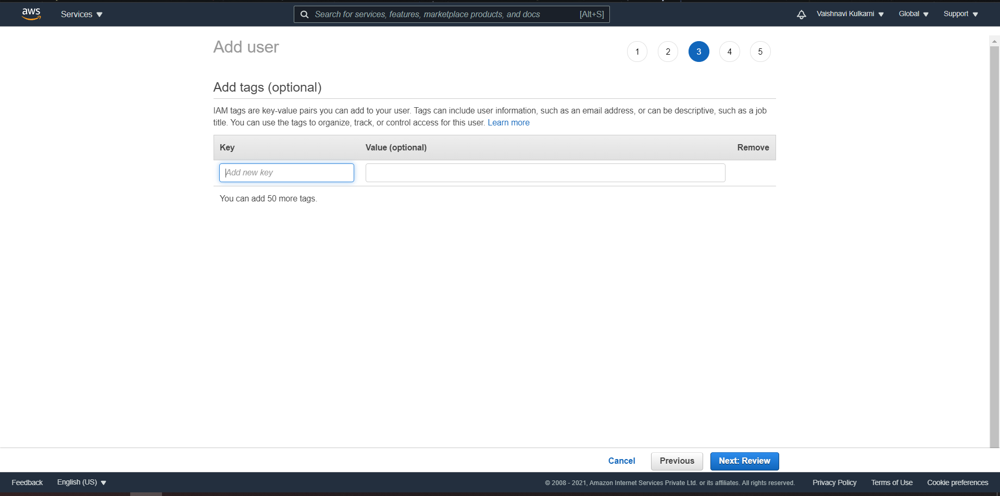 aws
Services
Search for services, features, marketplace products, and docs [Alt+S]
Vaishnavi Kulkarni
Global
Support
Add user
1 2 3 4 5
Add tags (optional)
IAM tags are key-value pairs you can add to your user. Tags can include user information, such as an email address, or can be descriptive, such as a job
title. You can use the tags to organize, track, or control access for this user. Learn more
Key Value (optional) Remove
Add new key
You can add 50 more tags.
Cancel Previous Next: Review
Feedback English (US) © 2008 - 2021, Amazon Internet Services Private Ltd. or its affiliates. All rights reserved. Privacy Policy Terms of Use Cookie preferences